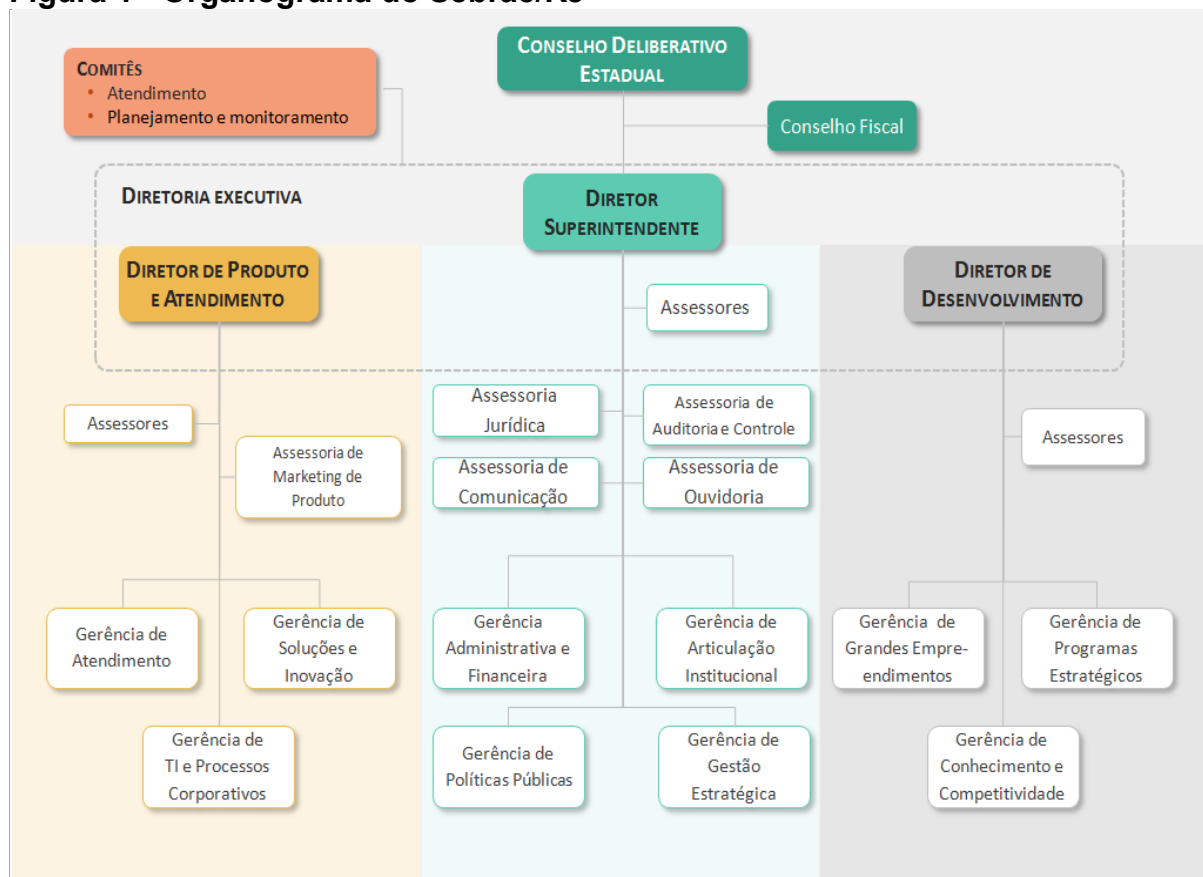 CONSELHO DELIBERATIVO
ESTADUAL
COMITÊS
• Atendimento
• Planejamento e monitoramento
Conselho Fiscal
DIRETORIA EXECUTIVA
DIRETOR
SUPERINTENDENTE
DIRETOR DE PRODUTO
E ATENDIMENTO
DIRETOR DE
DESENVOLVIMENTO
Assessores
Assessores
Assessoria de
Marketing de
Produto
Assessoria
Jurídica
Assessoria de
Auditoria e Controle
Assessoria de
Comunicação
Assessoria de
Ouvidoria
Assessores
Gerência de
Atendimento
Gerência de
Soluções e
Inovação
Gerência de
TI e Processos
Corporativos
Gerência
Administrativa e
Financeira
Gerência de
Articulação
Institucional
Gerência de
Políticas Públicas
Gerência de
Gestão
Estratégica
Gerência de
Grandes Empre-
endimentos
Gerência de
Programas
Estratégicos
Gerência de
Conhecimento e
Competitividade